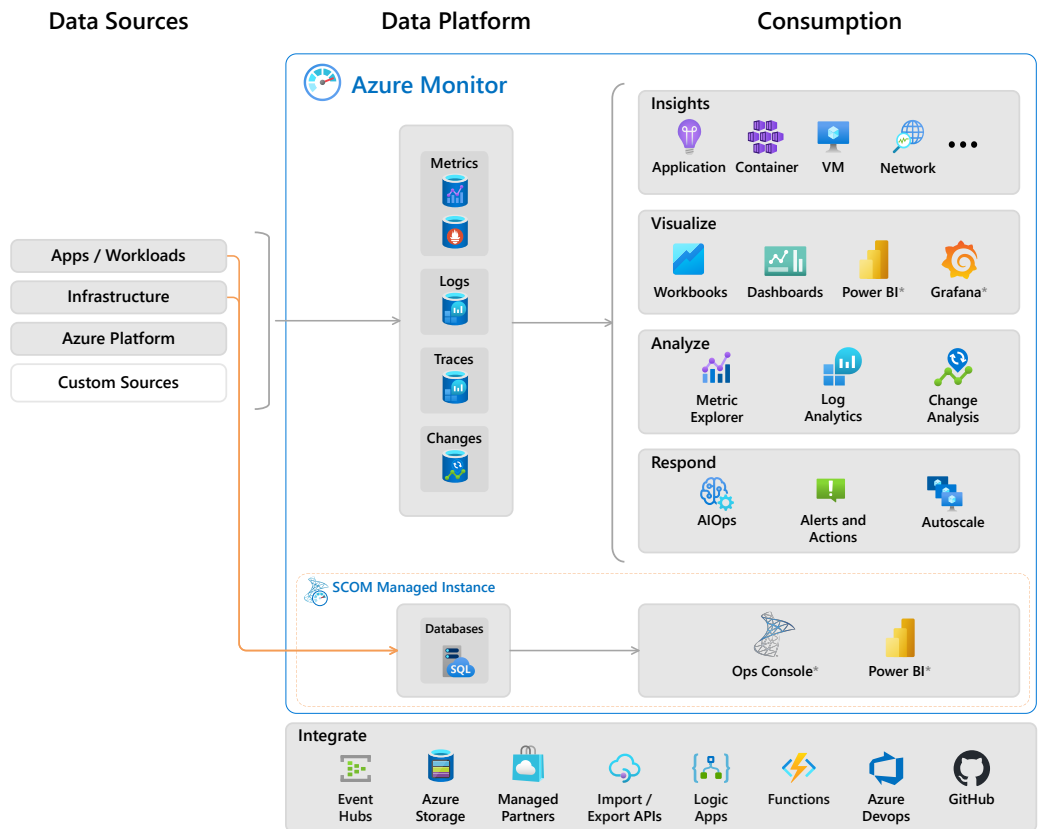 Data Sources
Data Platform
Consumption
Azure Monitor
Apps / Workloads
Infrastructure
Azure Platform
Custom Sources
Metrics
Logs
Traces
Changes
Insights
Application
Container
VM
Network
•••
Visualize
Workbooks
Dashboards
Power BI*
Grafana*
Analyze
Metric
Explorer
Log
Analytics
Change
Analysis
Respond
AIOps
Alerts and
Actions
Autoscale
SCOM Managed Instance
Databases
SQL
Ops Console*
Power BI*
Integrate
Event
Hubs
Azure
Storage
Managed
Partners
Import /
Export APIs
Logic
Apps
Functions
Azure
Devops
GitHub